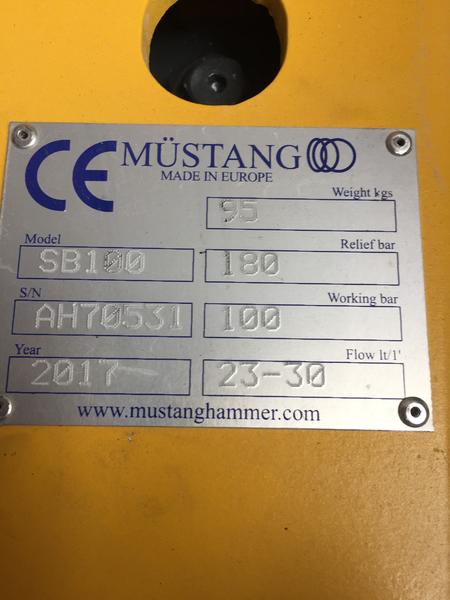 CE MÜSTANG
MADE IN EUROPE
Weight kgs
95
Model
SB100
Relief bar
180
S/N
AH70531
Working bar
100
Year
2017
Flow lt/1'
23-30
www.mustanghammer.com